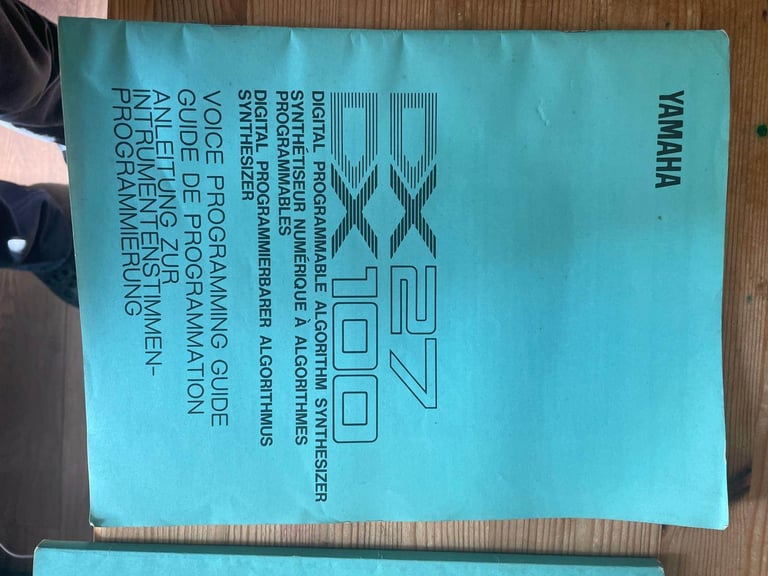 YAMAHA
DX27
DX100
DIGITAL PROGRAMMABLE ALGORITHM SYNTHESIZER
SYNTHÉTISEUR NUMÉRIQUE À ALGORITHMES
PROGRAMMABLES
DIGITAL PROGRAMMIERBARER ALGORITHMUS
SYNTHESIZER
VOICE PROGRAMMING GUIDE
GUIDE DE PROGRAMMATION
ANLEITUNG ZUR
INTRUMENTENSTIMMEN-
PROGRAMMIERUNG